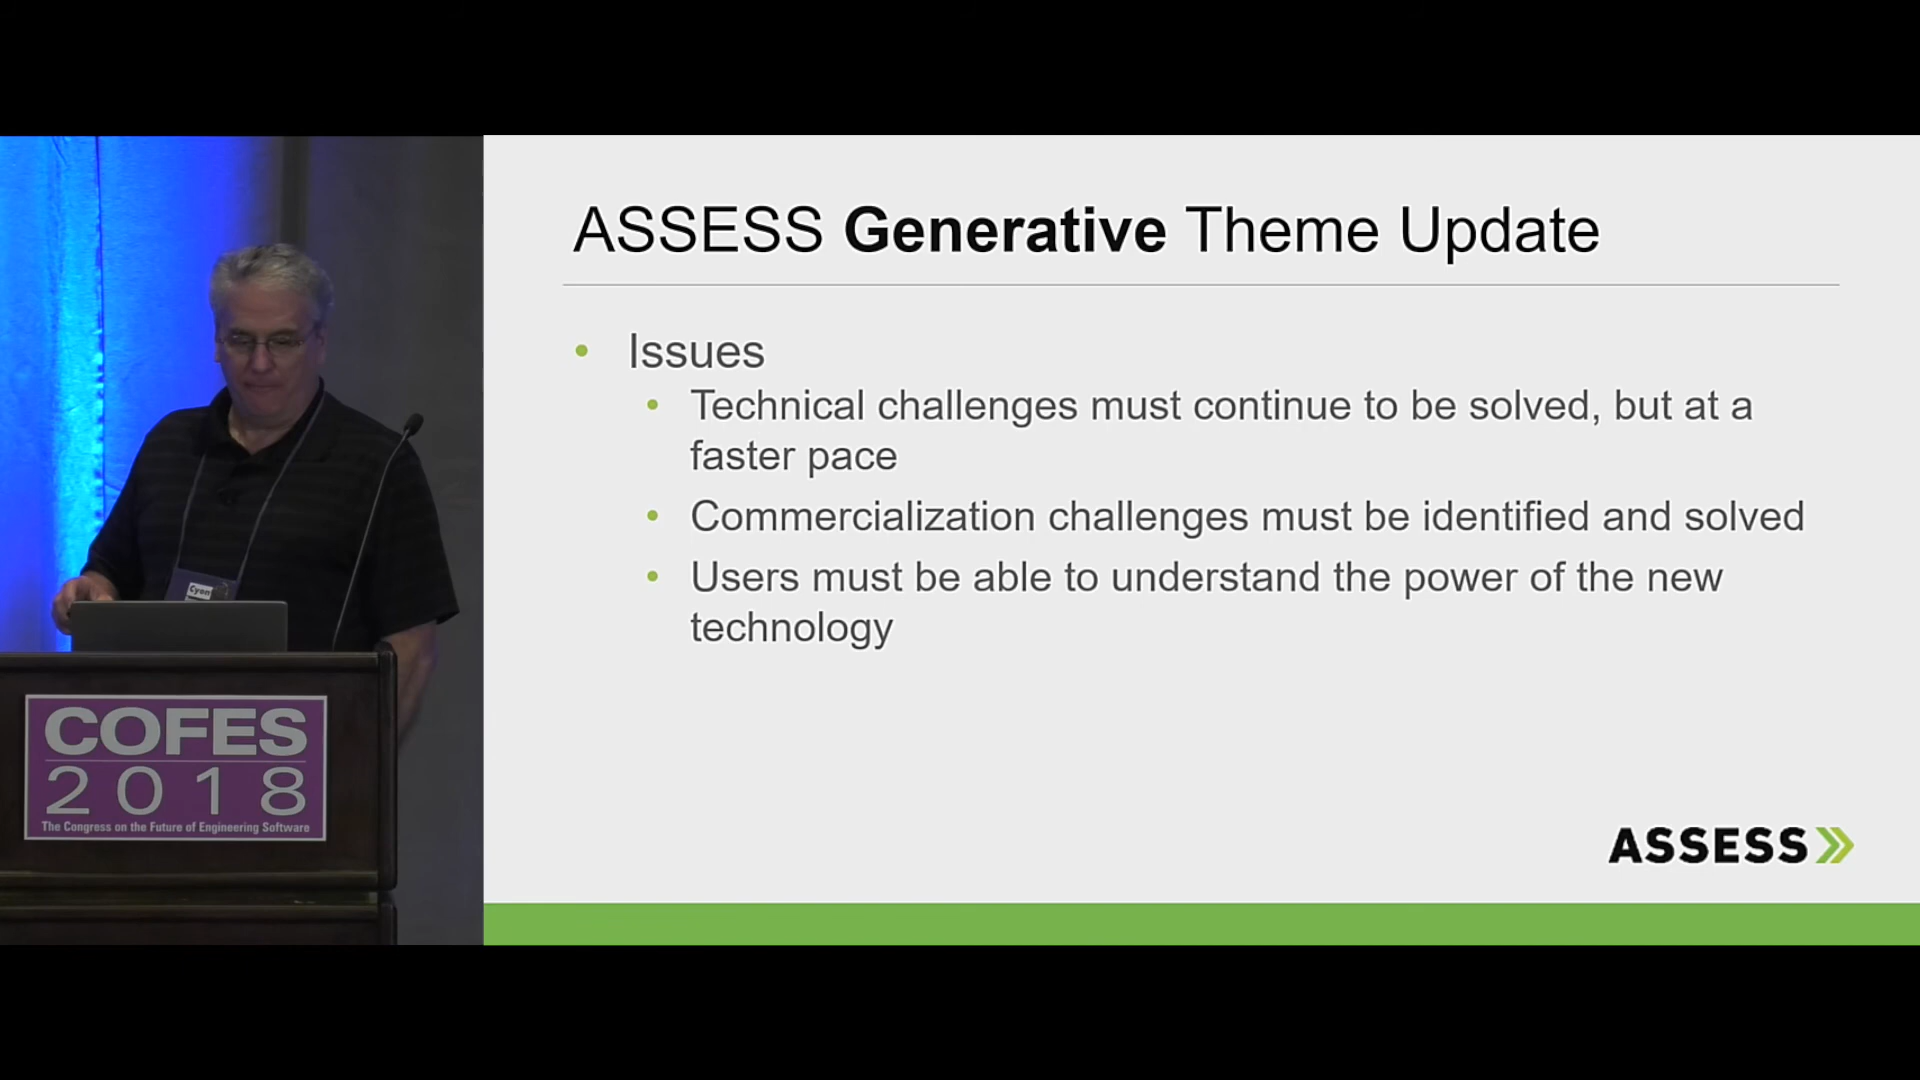 ASSESS Generative Theme Update
Issues
Technical challenges must continue to be solved, but at a
faster pace
Commercialization challenges must be identified and solved
Users must be able to understand the power of the new
technology
ASSESS
COFES
2018
The Congress on the Future of Engineering Software